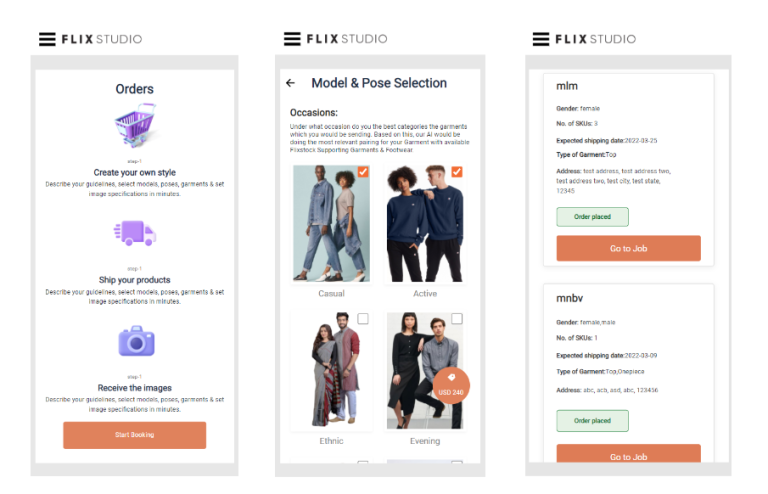 FLIX STUDIO
Orders
step-1
Create your own style
Describe your guidelines, select models, poses, garments & set
image specifications in minutes.
step-1
Ship your products
Describe your guidelines, select models, poses, garments & set
image specifications in minutes.
step-1
Receive the images
Describe your guidelines, select models, poses, garments & set
image specifications in minutes.
Start Booking
FLIX STUDIO
Model & Pose Selection
Occasions:
Under what occasion do you the best categories the garments
which you would be sending. Based on this, our AI would be
doing the most relevant pairing for your Garment with available
Flixstock Supporting Garments & Footwear.
Casual
Active
USD 240
Ethnic
Evening
FLIX STUDIO
mlm
Gender: female
No. of SKUs: 3
Expected shipping date:2022-03-25
Type of Garment:Top
Address: test address, test address two,
test address two, test city, test state,
12345
Order placed
Go to Job
mnbv
Gender: female,male
No. of SKUs: 1
Expected shipping date:2022-03-09
Type of Garment:Top,Onepiece
Address: abc, acb, asd, abc, 123456
Order placed
Go to Job